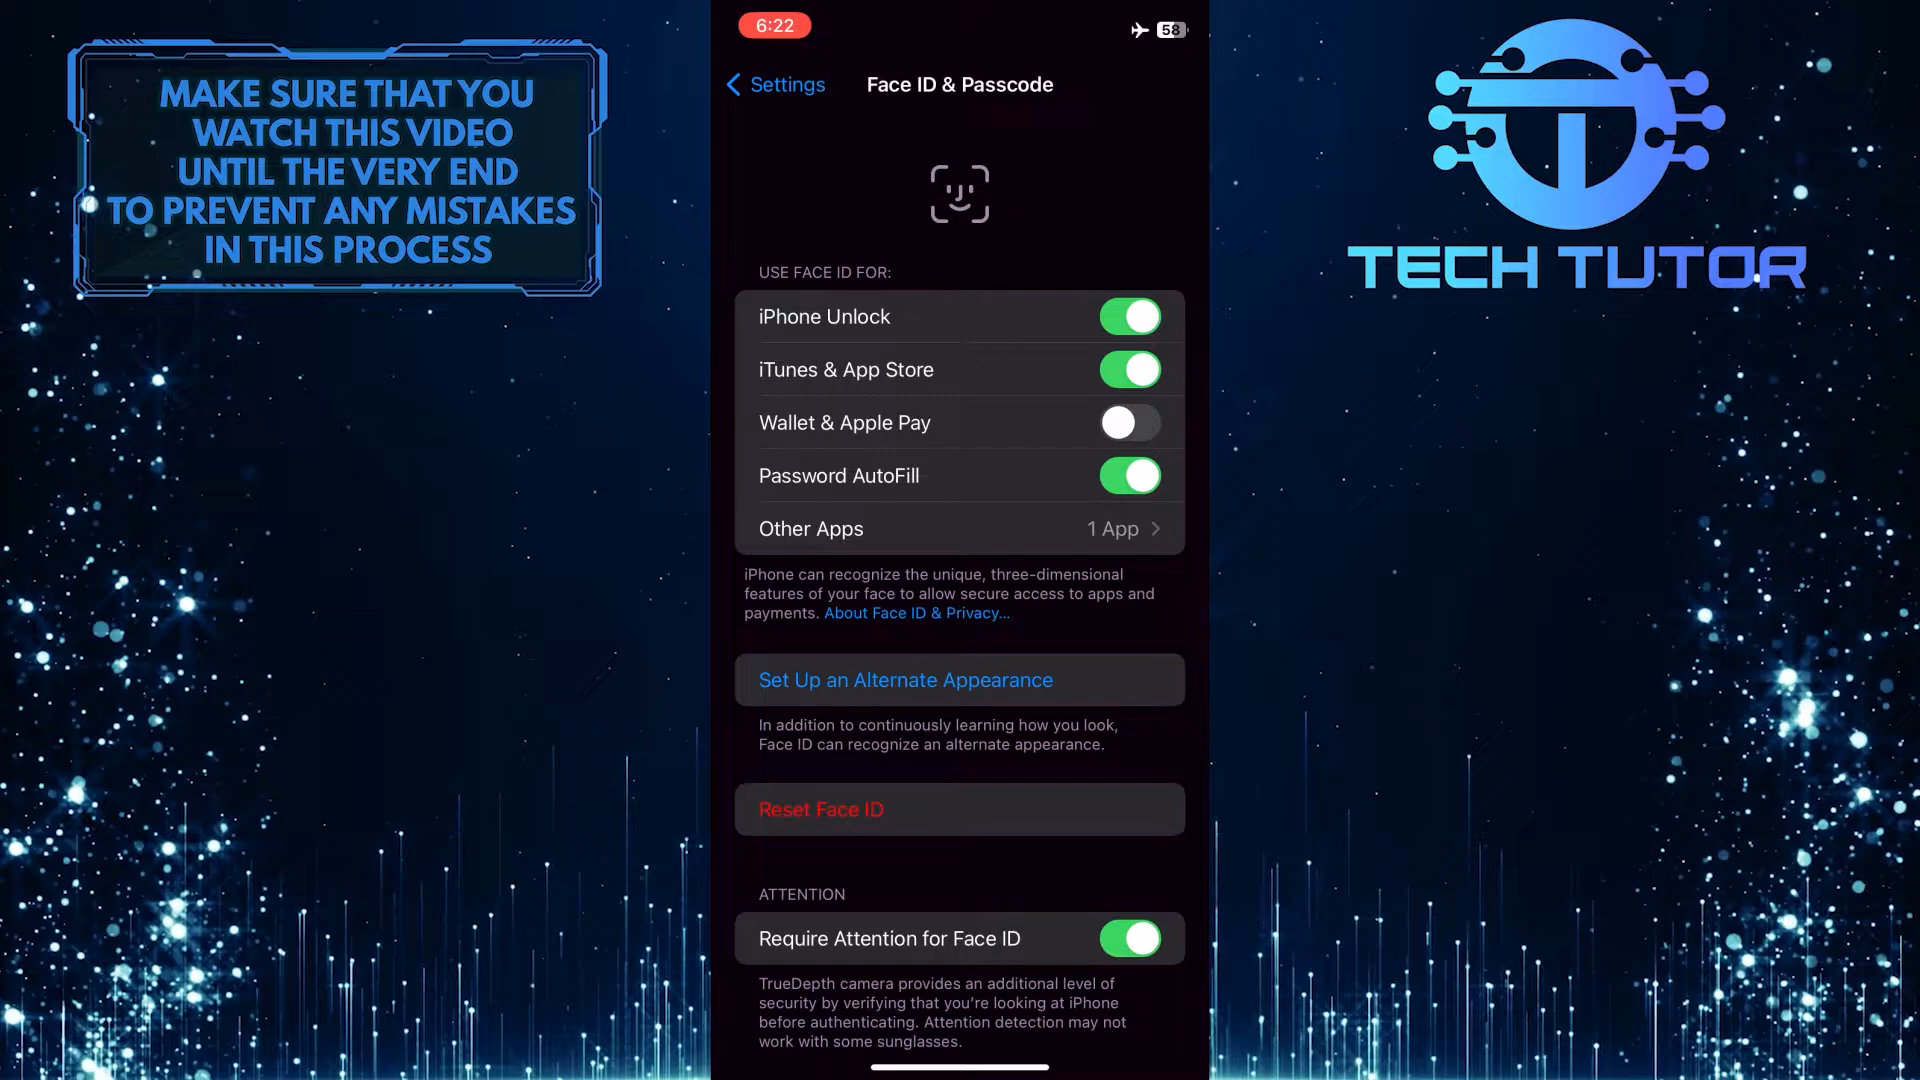 MAKE SURE THAT YOU
WATCH THIS VIDEO
UNTIL THE VERY END
TO PREVENT ANY MISTAKES
IN THIS PROCESS
6:22
58
Settings
Face ID & Passcode
USE FACE ID FOR:
iPhone Unlock
iTunes & App Store
Wallet & Apple Pay
Password AutoFill
Other Apps
1 App
iPhone can recognize the unique, three-dimensional
features of your face to allow secure access to apps and
payments. About Face ID & Privacy...
Set Up an Alternate Appearance
In addition to continuously learning how you look,
Face ID can recognize an alternate appearance.
Reset Face ID
ATTENTION
Require Attention for Face ID
TrueDepth camera provides an additional level of
security by verifying that you're looking at iPhone
before authenticating. Attention detection may not
work with some sunglasses.
TECH TUTOR